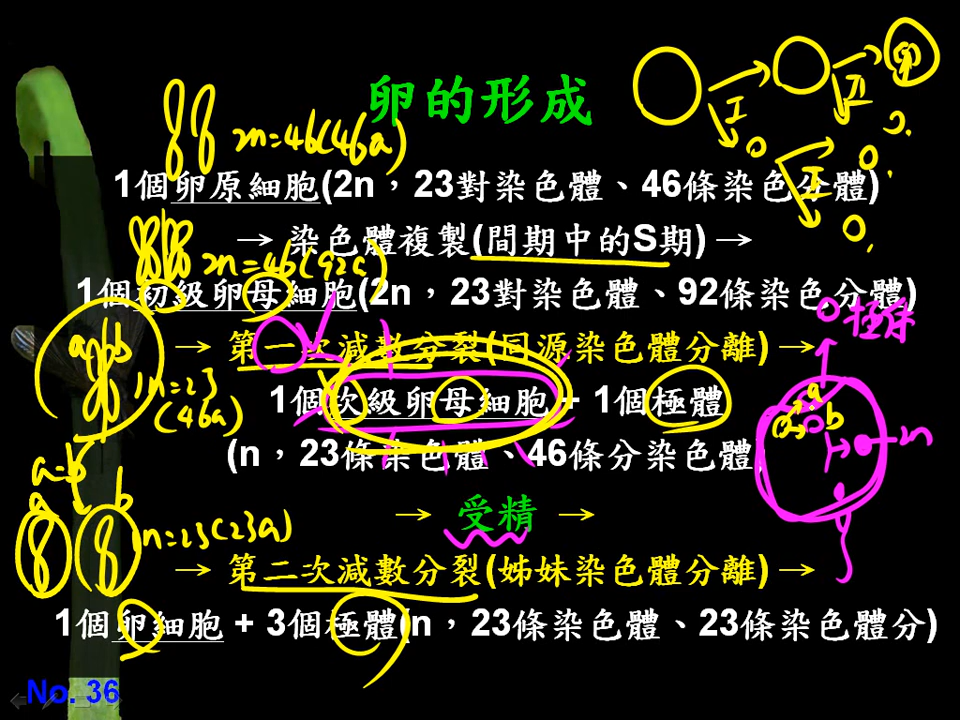 卵的形成
2n=46(46a)
1個卵原細胞(2n,23對染色體、46條染色分體)
→ 染色體複製(間期中的S期) →
2n=46(92a)
1個初級卵母細胞(2n,23對染色體、92條染色分體)
→ 第一次減數分裂(同源染色體分離) →
1個次級卵母細胞 + 1個極體
(n,23條染色體、46條分染色體)
→ 受精 →
→ 第二次減數分裂(姊妹染色體分離) →
1個卵細胞 + 3個極體(n,23條染色體、23條染色體分)
a b
n=23
(46a)
a=b
a b
n=23(23a)
I
II
卵
I
極体
a
b
n
No. 36